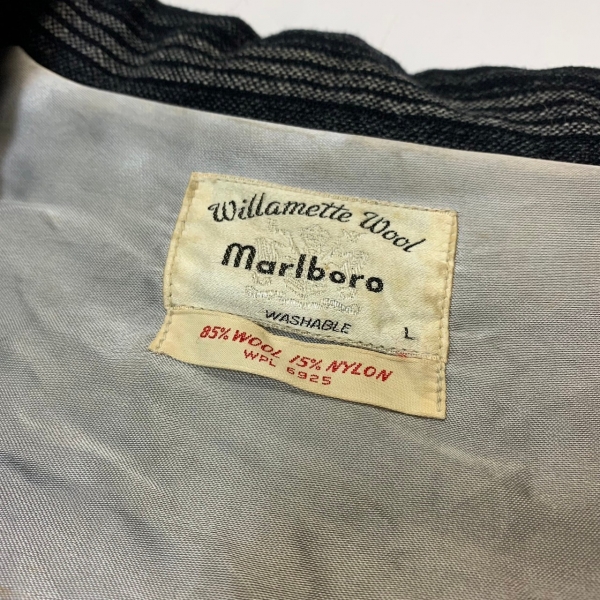 Willamette Wool
Marlboro
WASHABLE L
85% WOOL 15% NYLON
WPL 6925